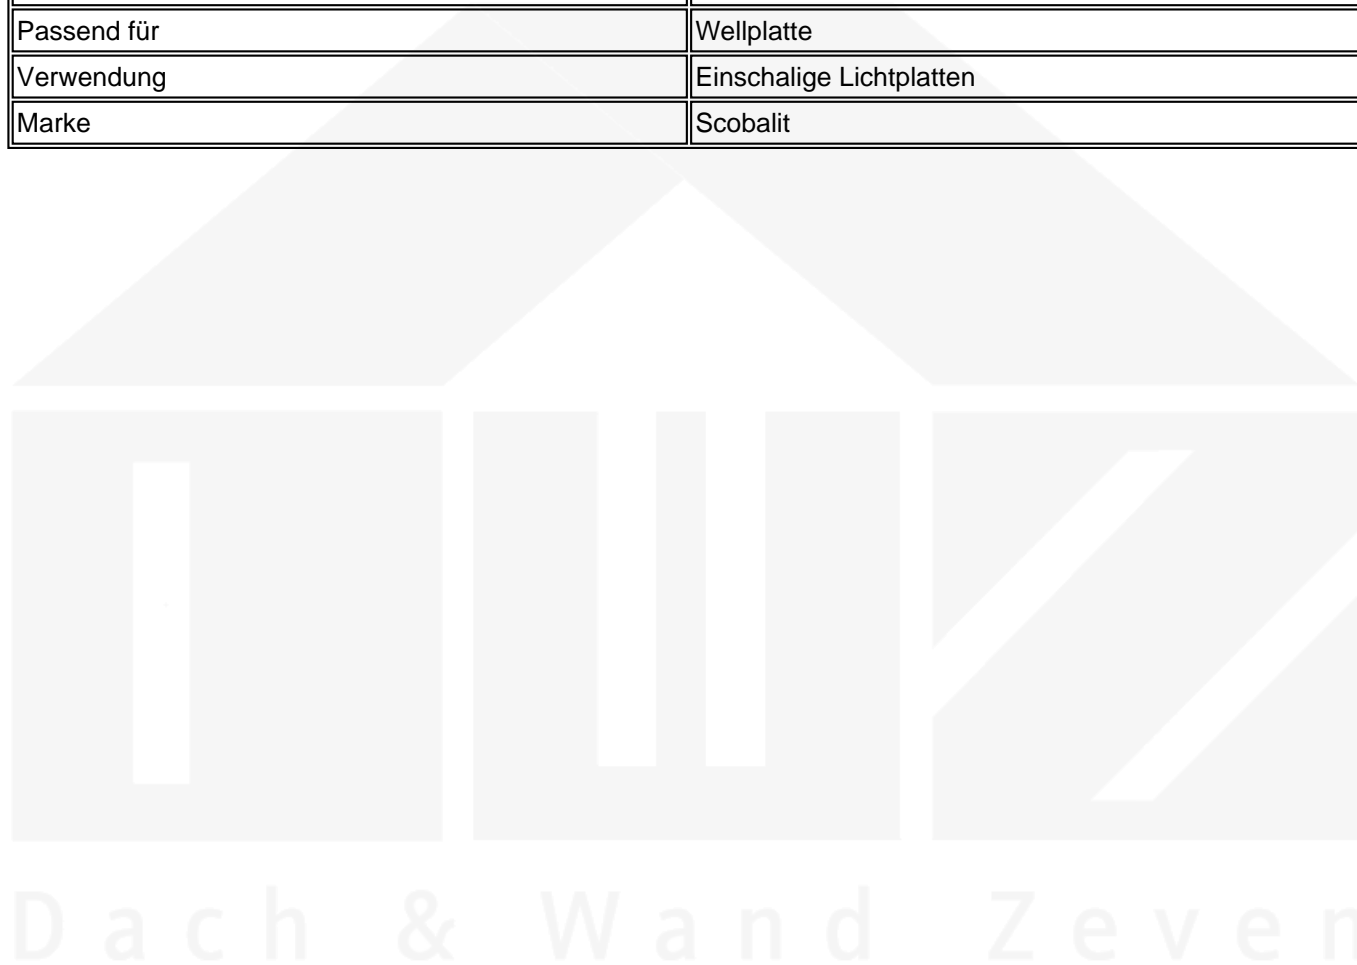 Passend für Wellplatte
Verwendung Einschalige Lichtplatten
Marke Scobalit
Dach & Wand Zeven